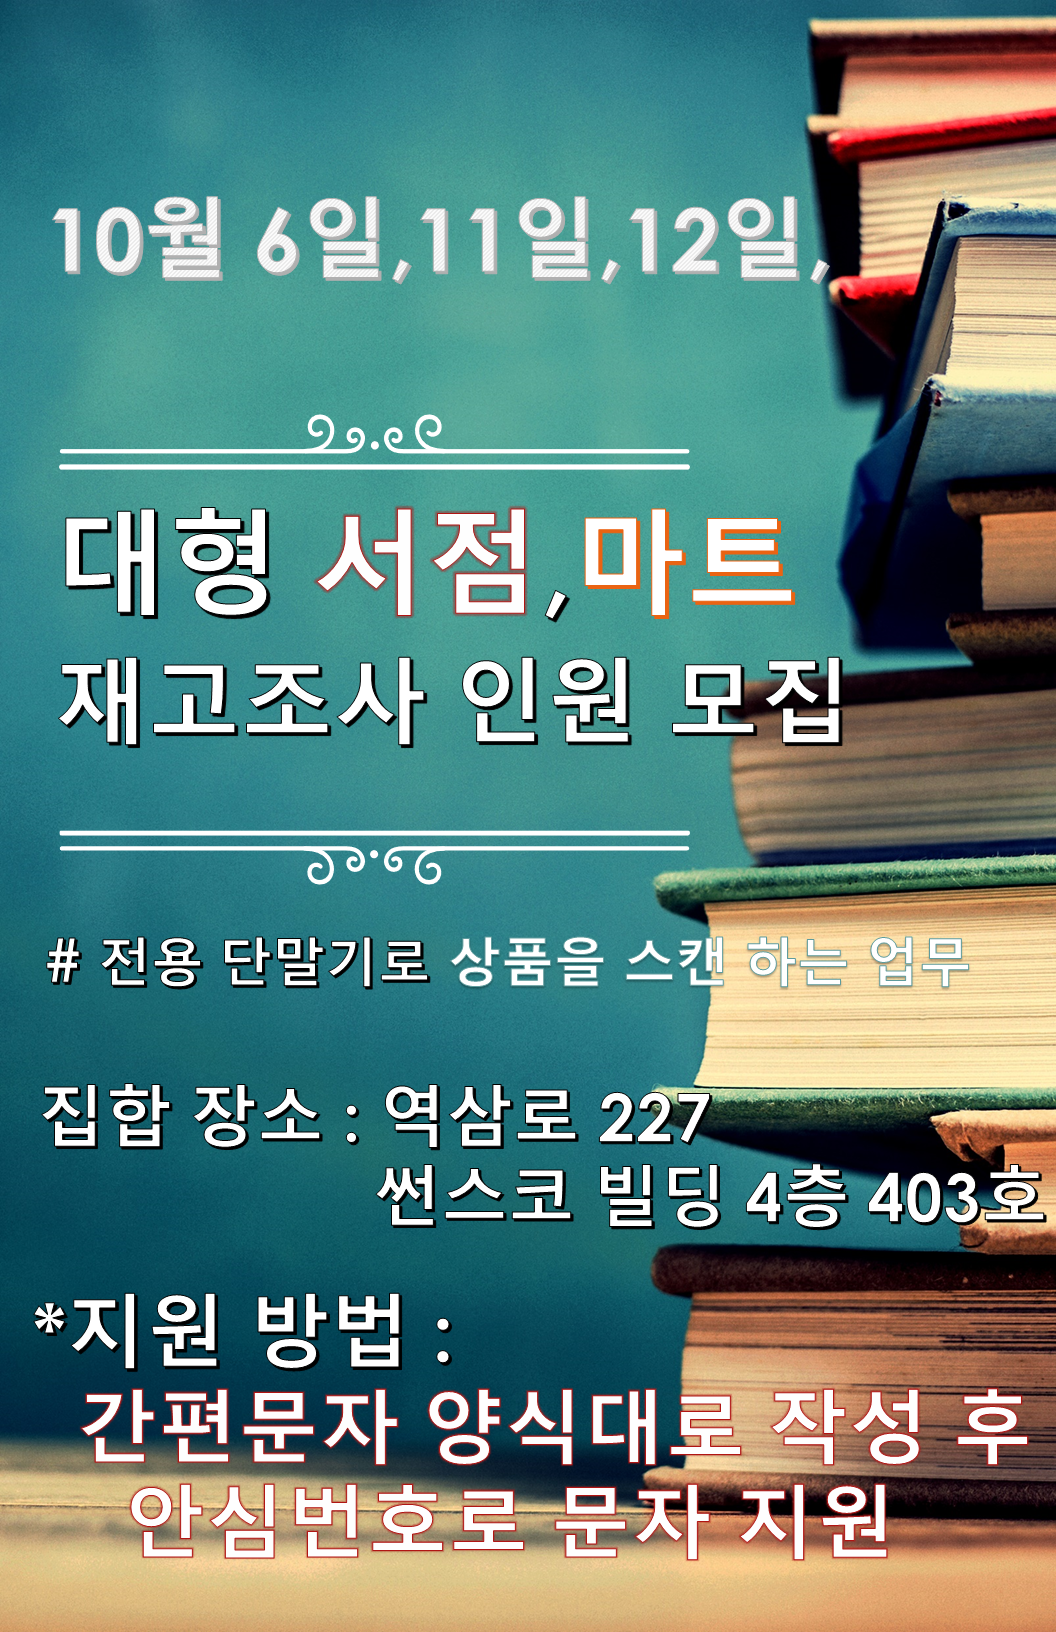 10월 6일,11일,12일,
대형 서점,마트
재고조사 인원 모집
# 전용 단말기로 상품을 스캔 하는 업무
집합 장소 : 역삼로 227
썬스코 빌딩 4층 403호
*지원 방법 :
간편문자 양식대로 작성 후
안심번호로 문자 지원